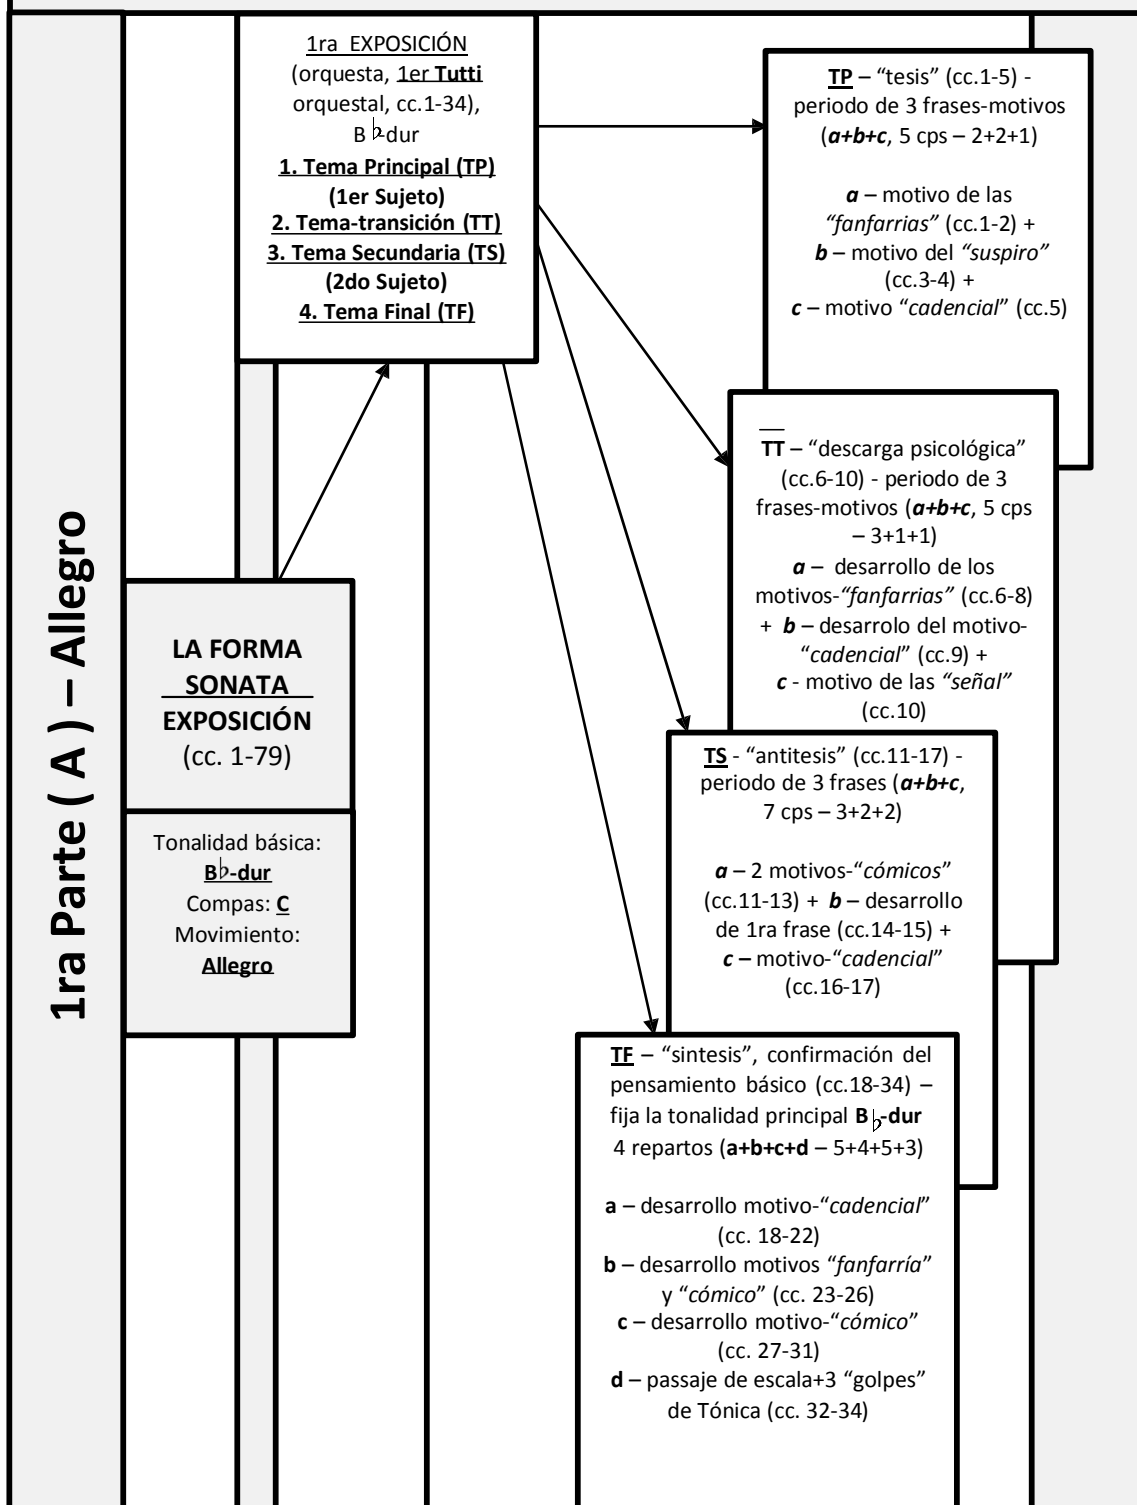 1ra Parte ( A ) – Allegro
LA FORMA
SONATA
EXPOSICIÓN
(cc. 1-79)
Tonalidad básica:
B♭-dur
Compas: C
Movimiento:
Allegro
1ra EXPOSICIÓN
(orquesta, 1er Tutti
orquestal, cc.1-34),
B ♭-dur
1. Tema Principal (TP)
(1er Sujeto)
2. Tema-transición (TT)
3. Tema Secundaria (TS)
(2do Sujeto)
4. Tema Final (TF)
TP – “tesis” (cc.1-5) -
periodo de 3 frases-motivos
(a+b+c, 5 cps – 2+2+1)
a – motivo de las
“fanfarrias” (cc.1-2) +
b – motivo del “suspiro”
(cc.3-4) +
c – motivo “cadencial” (cc.5)
TT – “descarga psicológica”
(cc.6-10) - periodo de 3
frases-motivos (a+b+c, 5 cps
– 3+1+1)
a – desarrollo de los
motivos-“fanfarrias” (cc.6-8)
+ b – desarrolo del motivo-
“cadencial” (cc.9) +
c - motivo de las “señal”
(cc.10)
TS - “antitesis” (cc.11-17) -
periodo de 3 frases (a+b+c,
7 cps – 3+2+2)
a – 2 motivos-“cómicos”
(cc.11-13) + b – desarrollo
de 1ra frase (cc.14-15) +
c – motivo-“cadencial”
(cc.16-17)
TF – “sintesis”, confirmación del
pensamiento básico (cc.18-34) –
fija la tonalidad principal B♭-dur
4 repartos (a+b+c+d – 5+4+5+3)
a – desarrollo motivo-“cadencial”
(cc. 18-22)
b – desarrollo motivos “fanfarría”
y “cómico” (cc. 23-26)
c – desarrollo motivo-“cómico”
(cc. 27-31)
d – passaje de escala+3 “golpes”
de Tónica (cc. 32-34)